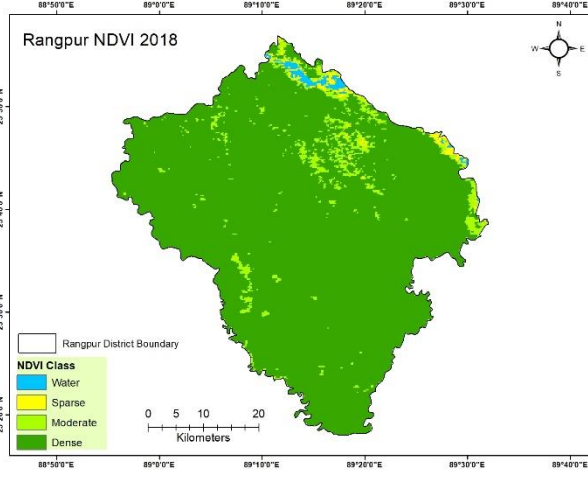 88°50'0"E 89°0'0"E 89°10'0"E 89°20'0"E 89°30'0"E 89°40'0"E
Rangpur NDVI 2018
N
W E
S
Rangpur District Boundary
NDVI Class
Water
Sparse
Moderate
Dense
0 5 10 20
Kilometers
88°50'0"E 89°0'0"E 89°10'0"E 89°20'0"E 89°30'0"E 89°40'0"E